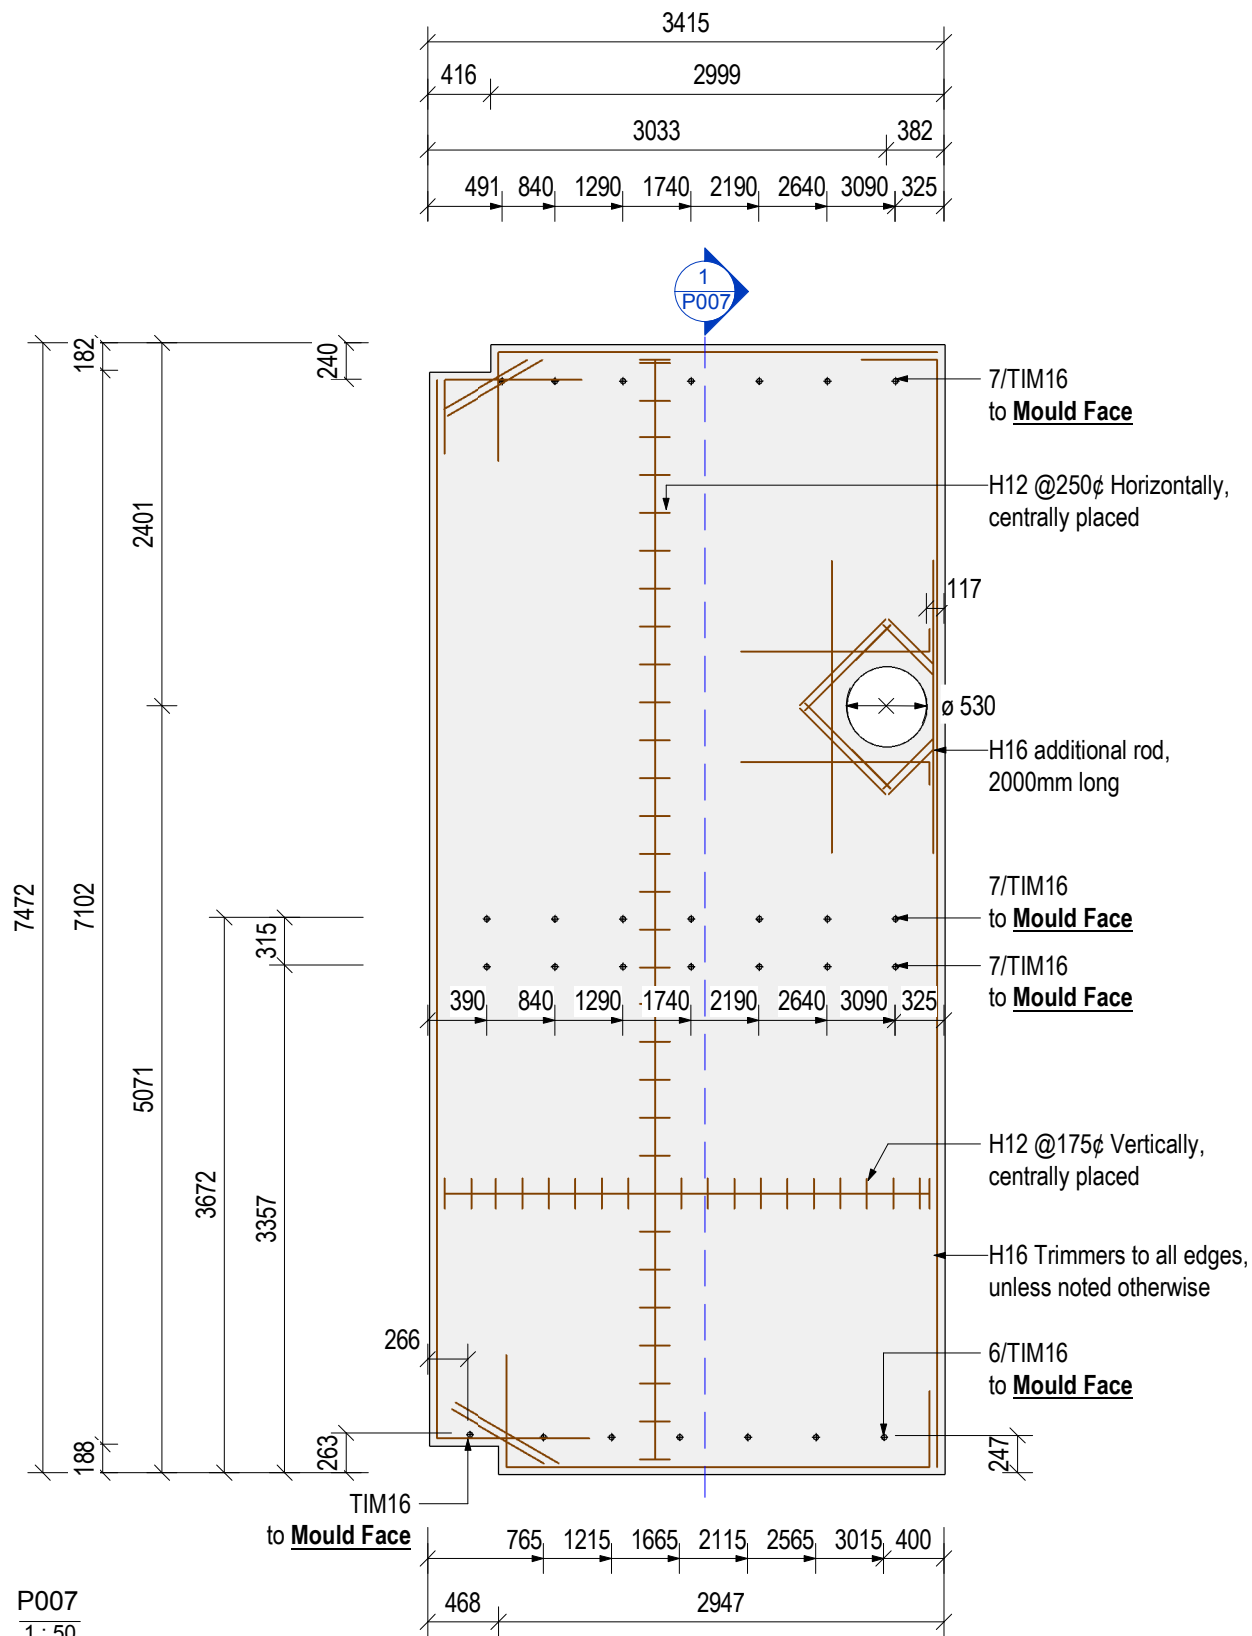 3415
416 2999
3033 382
491 840 1290 1740 2190 2640 3090 325
1
P007
182
240
7/TIM16
to Mould Face
H12 @250¢ Horizontally,
centrally placed
2401
117
ø 530
H16 additional rod,
2000mm long
7472
7102
7/TIM16
to Mould Face
315
7/TIM16
to Mould Face
390 840 1290 1740 2190 2640 3090 325
5071
3672
3357
H12 @175¢ Vertically,
centrally placed
H16 Trimmers to all edges,
unless noted otherwise
266
6/TIM16
to Mould Face
188
263
247
TIM16
to Mould Face
765 1215 1665 2115 2565 3015 400
468 2947
P007
1 : 50